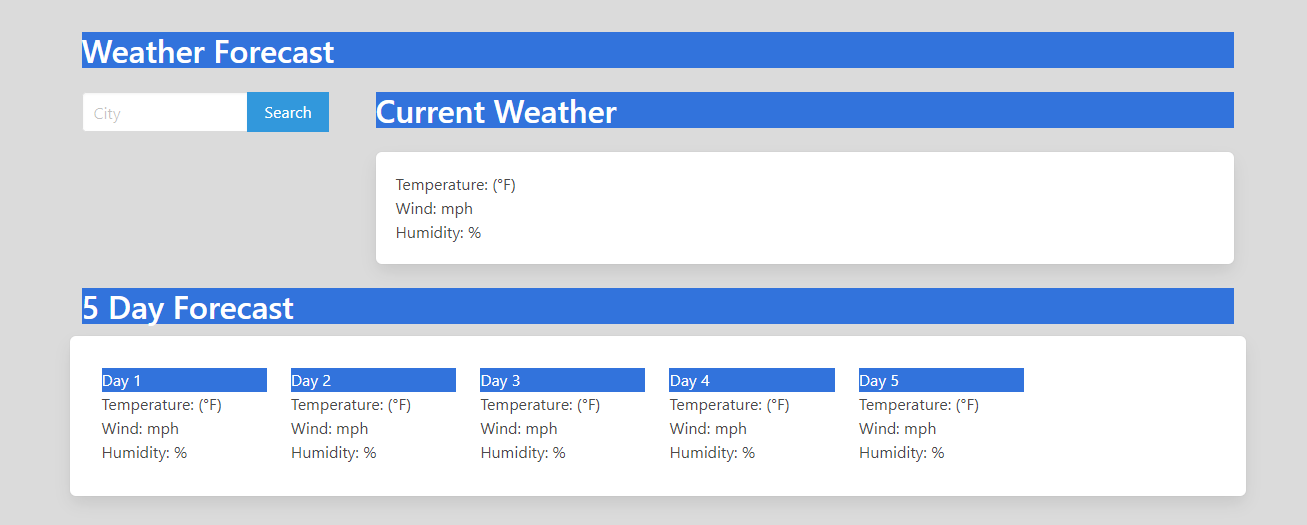 Weather Forecast
City
Search
Current Weather
Temperature: (°F)
Wind: mph
Humidity: %
5 Day Forecast
Day 1
Temperature: (°F)
Wind: mph
Humidity: %
Day 2
Temperature: (°F)
Wind: mph
Humidity: %
Day 3
Temperature: (°F)
Wind: mph
Humidity: %
Day 4
Temperature: (°F)
Wind: mph
Humidity: %
Day 5
Temperature: (°F)
Wind: mph
Humidity: %